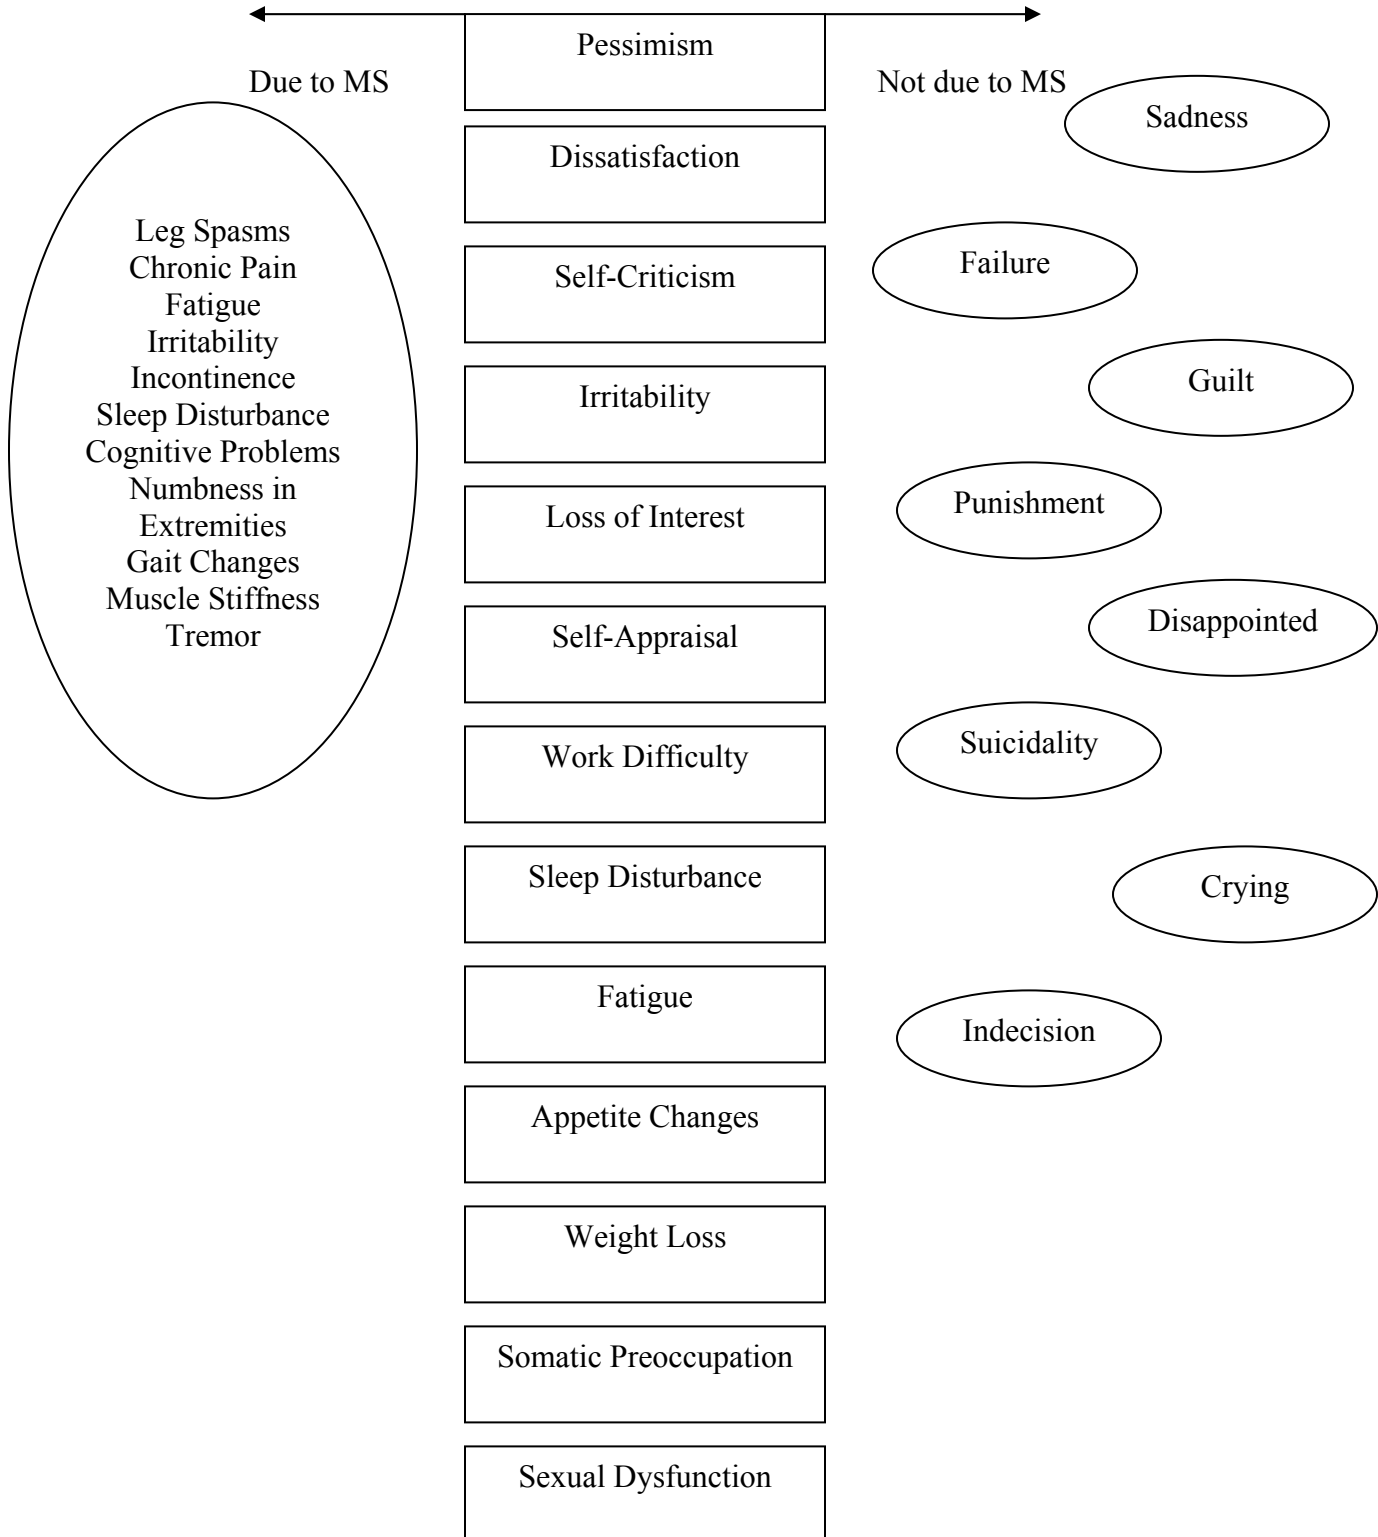 Pessimism
Due to MS
Not due to MS
Sadness
Dissatisfaction
Leg Spasms
Chronic Pain
Fatigue
Irritability
Incontinence
Sleep Disturbance
Cognitive Problems
Numbness in
Extremities
Gait Changes
Muscle Stiffness
Tremor
Self-Criticism
Failure
Irritability
Guilt
Loss of Interest
Punishment
Self-Appraisal
Disappointed
Work Difficulty
Suicidality
Sleep Disturbance
Crying
Fatigue
Indecision
Appetite Changes
Weight Loss
Somatic Preoccupation
Sexual Dysfunction